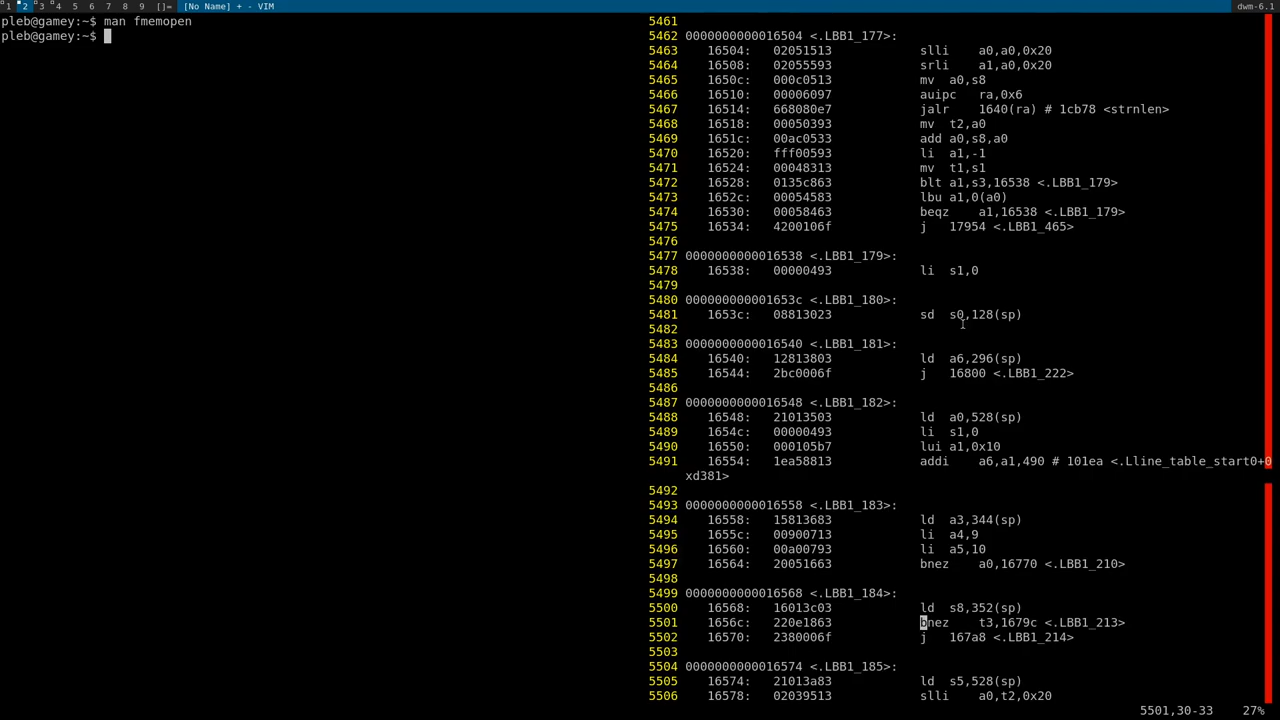 1 2 3 4 5 6 7 8 9 []= [No Name] + - VIM dwm-6.1
pleb@gamey:~$ man fmemopen
pleb@gamey:~$
5461
5462 0000000000016504 <.LBB1_177>:
5463 16504: 02051513 slli a0,a0,0x20
5464 16508: 02055593 srli a1,a0,0x20
5465 1650c: 000c0513 mv a0,s8
5466 16510: 00006097 auipc ra,0x6
5467 16514: 668080e7 jalr 1640(ra) # 1cb78 <strnlen>
5468 16518: 00050393 mv t2,a0
5469 1651c: 00ac0533 add a0,s8,a0
5470 16520: fff00593 li a1,-1
5471 16524: 00048313 mv t1,s1
5472 16528: 0135c863 blt a1,s3,16538 <.LBB1_179>
5473 1652c: 00054583 lbu a1,0(a0)
5474 16530: 00058463 beqz a1,16538 <.LBB1_179>
5475 16534: 4200106f j 17954 <.LBB1_465>
5476
5477 0000000000016538 <.LBB1_179>:
5478 16538: 00000493 li s1,0
5479
5480 000000000001653c <.LBB1_180>:
5481 1653c: 08813023 sd s0,128(sp)
5482
5483 0000000000016540 <.LBB1_181>:
5484 16540: 12813803 ld a6,296(sp)
5485 16544: 2bc0006f j 16800 <.LBB1_222>
5486
5487 0000000000016548 <.LBB1_182>:
5488 16548: 21013503 ld a0,528(sp)
5489 1654c: 00000493 li s1,0
5490 16550: 000105b7 lui a1,0x10
5491 16554: 1ea58813 addi a6,a1,490 # 101ea <.Lline_table_start0+0
xd381>
5492
5493 0000000000016558 <.LBB1_183>:
5494 16558: 15813683 ld a3,344(sp)
5495 1655c: 00900713 li a4,9
5496 16560: 00a00793 li a5,10
5497 16564: 20051663 bnez a0,16770 <.LBB1_210>
5498
5499 0000000000016568 <.LBB1_184>:
5500 16568: 16013c03 ld s8,352(sp)
5501 1656c: 220e1863 bnez t3,1679c <.LBB1_213>
5502 16570: 2380006f j 167a8 <.LBB1_214>
5503
5504 0000000000016574 <.LBB1_185>:
5505 16574: 21013a83 ld s5,528(sp)
5506 16578: 02039513 slli a0,t2,0x20
5501,30-33 27%